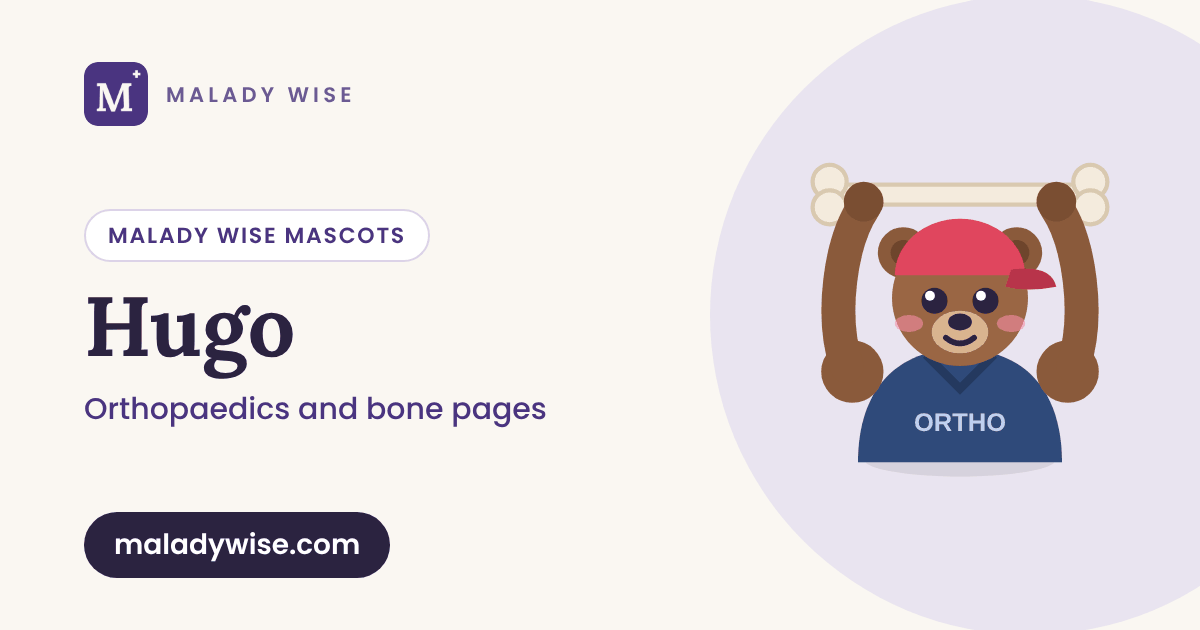 M+
MALADY WISE
MALADY WISE MASCOTS
Hugo
Orthopaedics and bone pages
ORTHO
maladywise.com